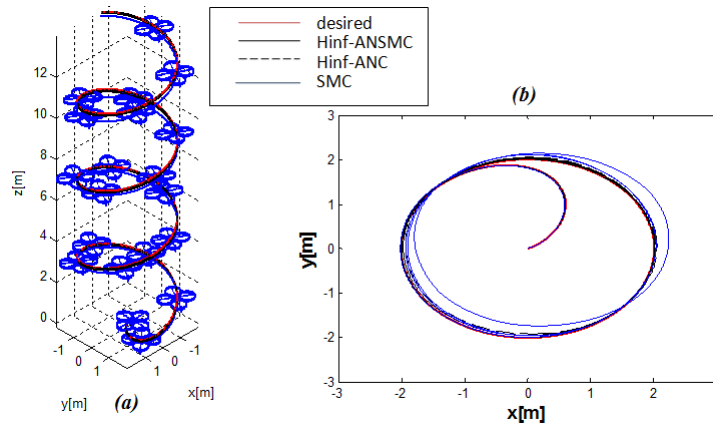 desired
Hinf-ANSMC
Hinf-ANC
SMC
14
12
10
8
6
4
2
0
z[m]
-1
0
1
y[m]
1
0
-1
x[m]
(a)
(b)
3
2
1
0
-1
-2
-3
y[m]
-3 -2 -1 0 1 2
x[m]